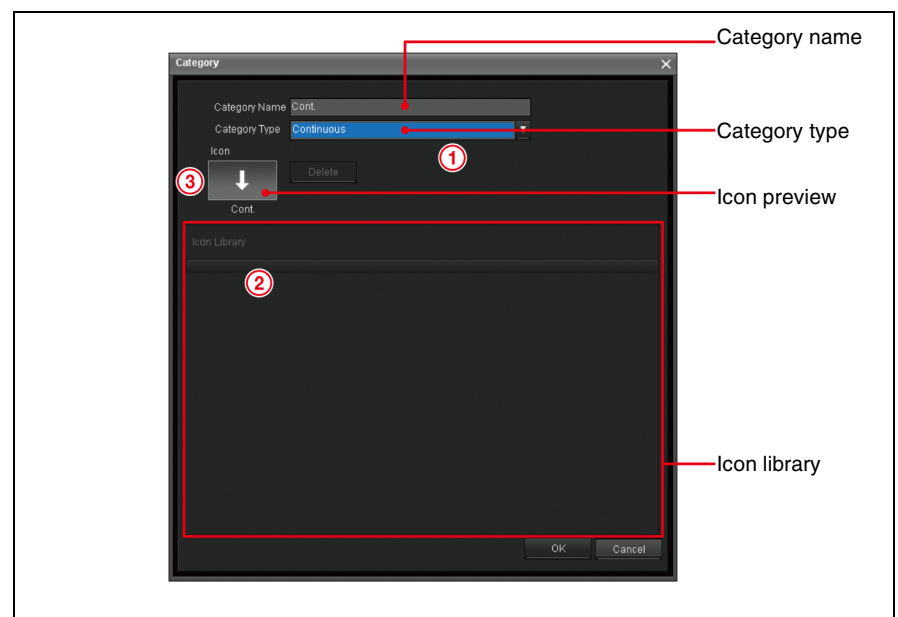 Category name
Category
Category Name Cont.
Category Type Continuous
Category type
①
Icon
Delete
③
Icon preview
Cont.
Icon Library
②
Icon library
OK Cancel